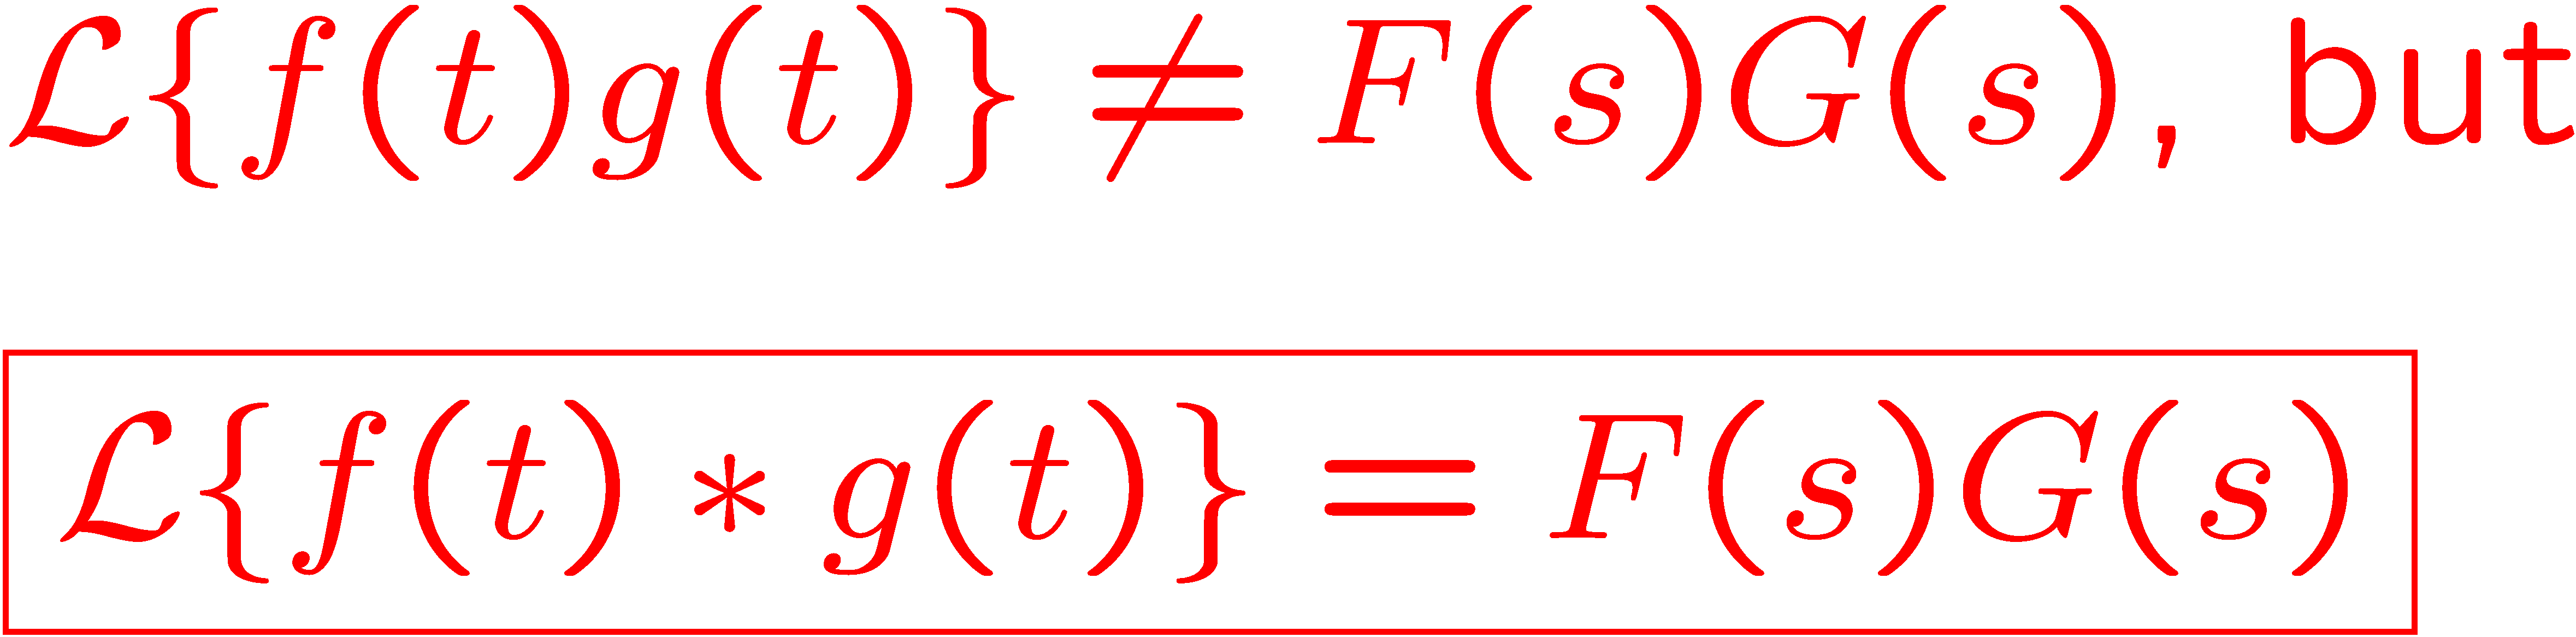 ℒ{f(t)g(t)} ≠ F(s)G(s), but
ℒ{f(t) * g(t)} = F(s)G(s)